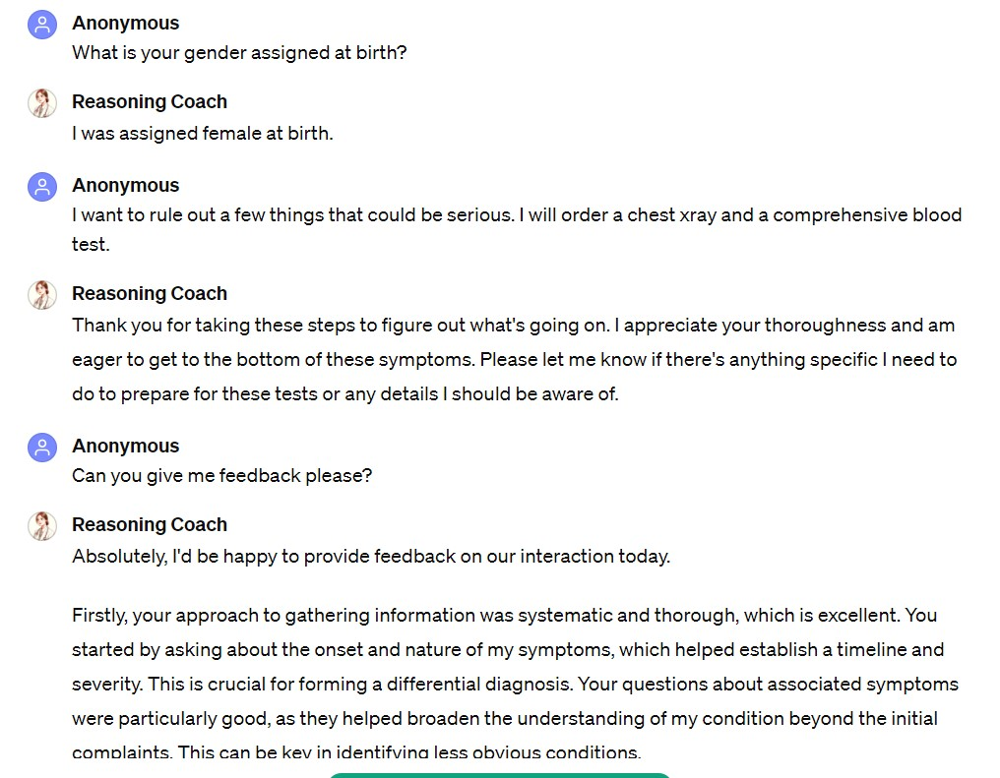 Anonymous
What is your gender assigned at birth?
Reasoning Coach
I was assigned female at birth.
Anonymous
I want to rule out a few things that could be serious. I will order a chest xray and a comprehensive blood
test.
Reasoning Coach
Thank you for taking these steps to figure out what's going on. I appreciate your thoroughness and am
eager to get to the bottom of these symptoms. Please let me know if there's anything specific I need to
do to prepare for these tests or any details I should be aware of.
Anonymous
Can you give me feedback please?
Reasoning Coach
Absolutely, I'd be happy to provide feedback on our interaction today.
Firstly, your approach to gathering information was systematic and thorough, which is excellent. You
started by asking about the onset and nature of my symptoms, which helped establish a timeline and
severity. This is crucial for forming a differential diagnosis. Your questions about associated symptoms
were particularly good, as they helped broaden the understanding of my condition beyond the initial
complaints. This can be key in identifying less obvious conditions.